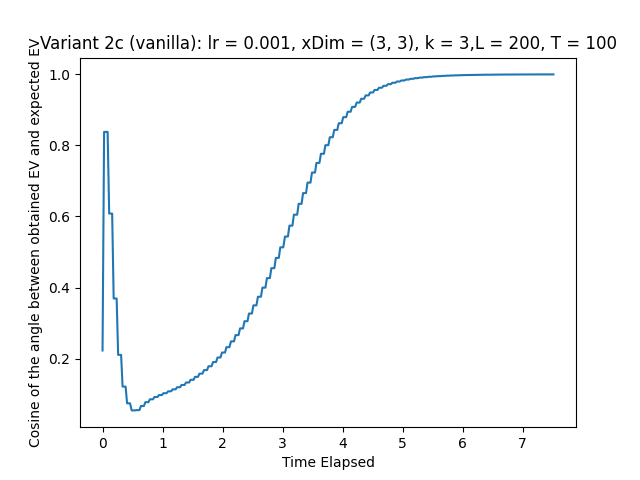 Variant 2c (vanilla): lr = 0.001, xDim = (3, 3), k = 3,L = 200, T = 100
Cosine of the angle between obtained EV and expected EV
1.0
0.8
0.6
0.4
0.2
0 1 2 3 4 5 6 7
Time Elapsed